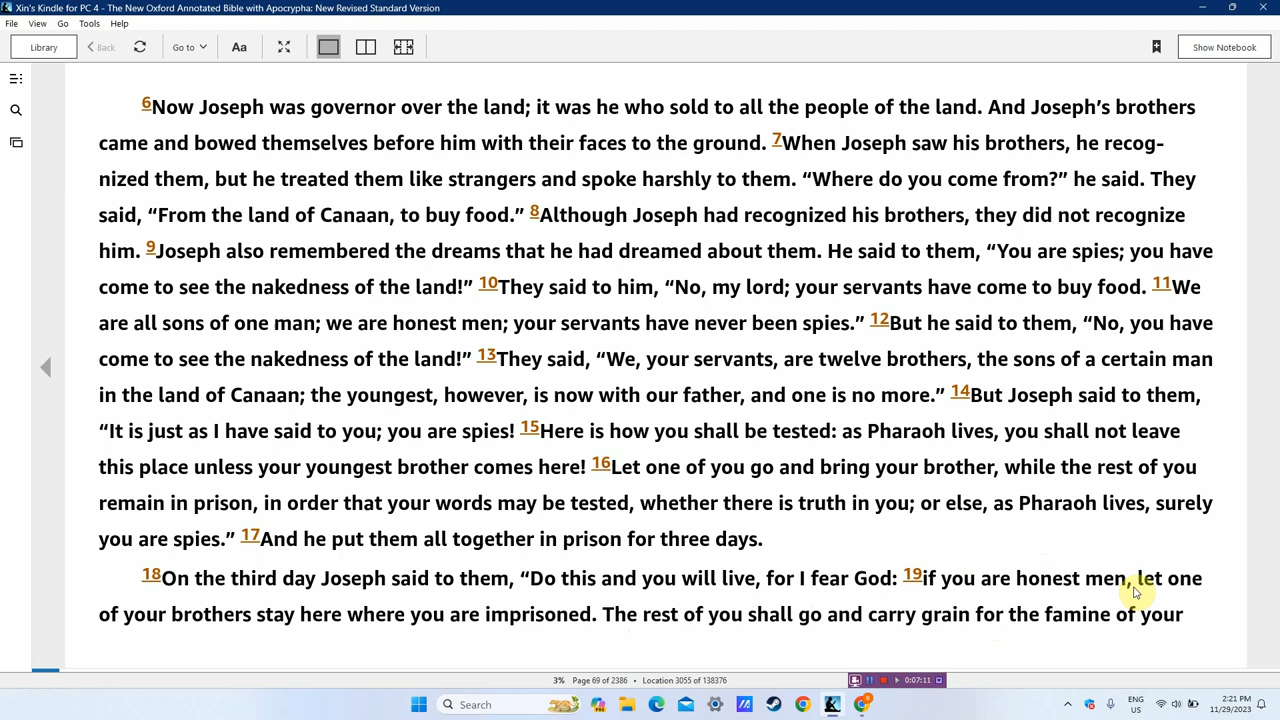 Xin's Kindle for PC 4 - The New Oxford Annotated Bible with Apocrypha: New Revised Standard Version
File View Go Tools Help
Library Back Go to Aa Show Notebook
6Now Joseph was governor over the land; it was he who sold to all the people of the land. And Joseph’s brothers
came and bowed themselves before him with their faces to the ground. 7When Joseph saw his brothers, he recog-
nized them, but he treated them like strangers and spoke harshly to them. “Where do you come from?” he said. They
said, “From the land of Canaan, to buy food.” 8Although Joseph had recognized his brothers, they did not recognize
him. 9Joseph also remembered the dreams that he had dreamed about them. He said to them, “You are spies; you have
come to see the nakedness of the land!” 10They said to him, “No, my lord; your servants have come to buy food. 11We
are all sons of one man; we are honest men; your servants have never been spies.” 12But he said to them, “No, you have
come to see the nakedness of the land!” 13They said, “We, your servants, are twelve brothers, the sons of a certain man
in the land of Canaan; the youngest, however, is now with our father, and one is no more.” 14But Joseph said to them,
“It is just as I have said to you; you are spies! 15Here is how you shall be tested: as Pharaoh lives, you shall not leave
this place unless your youngest brother comes here! 16Let one of you go and bring your brother, while the rest of you
remain in prison, in order that your words may be tested, whether there is truth in you; or else, as Pharaoh lives, surely
you are spies.” 17And he put them all together in prison for three days.
18On the third day Joseph said to them, “Do this and you will live, for I fear God: 19if you are honest men, let one
of your brothers stay here where you are imprisoned. The rest of you shall go and carry grain for the famine of your
3% Page 69 of 2386 • Location 3055 of 138376 0:07:11
Search ENG 2:21 PM
US 11/29/2023